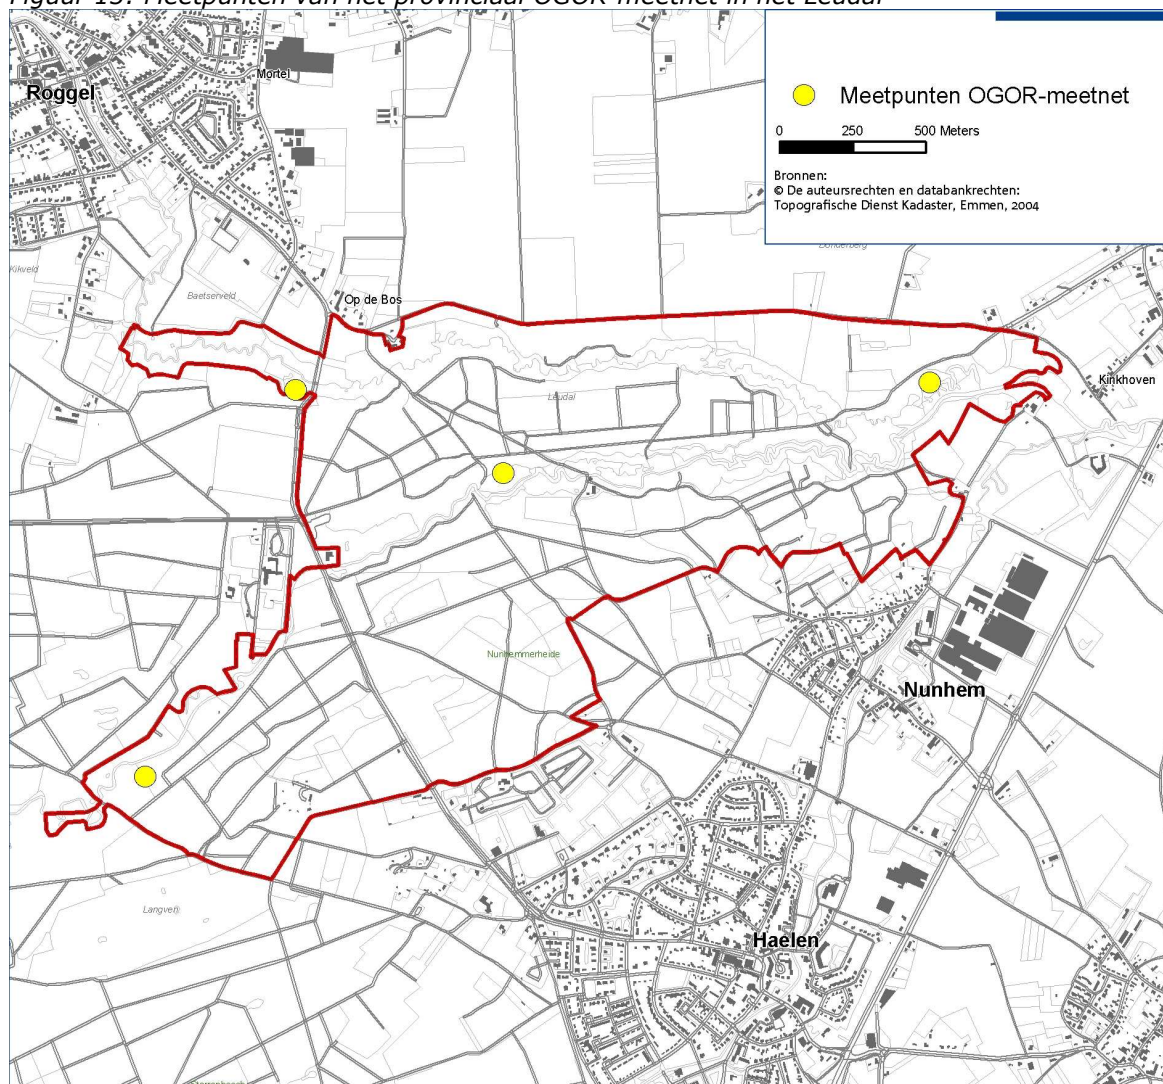 Figuur 15: Meetpunten van het provinciaal OGOR-meetnet in het Leudal
Meetpunten OGOR-meetnet
0 250 500 Meters
Bronnen:
© De auteursrechten en databankrechten:
Topografische Dienst Kadaster, Emmen, 2004
Mortel
Roggel
Donderberg
Kikveld
Baetserveld
Op de Bos
Kinkhoven
Leudal
Nunhemmerheide
Nunhem
Langven
Haelen